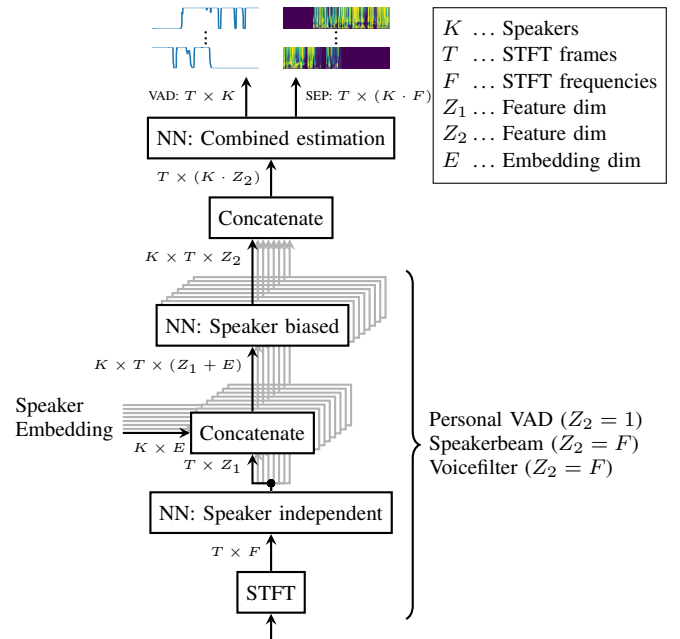 K ... Speakers
T ... STFT frames
F ... STFT frequencies
Z₁ ... Feature dim
Z₂ ... Feature dim
E ... Embedding dim
VAD: T × K
SEP: T × (K · F)
NN: Combined estimation
T × (K · Z₂)
Concatenate
K × T × Z₂
NN: Speaker biased
K × T × (Z₁ + E)
Speaker
Embedding
Concatenate
K × E
T × Z₁
Personal VAD (Z₂ = 1)
Speakerbeam (Z₂ = F)
Voicefilter (Z₂ = F)
NN: Speaker independent
T × F
STFT